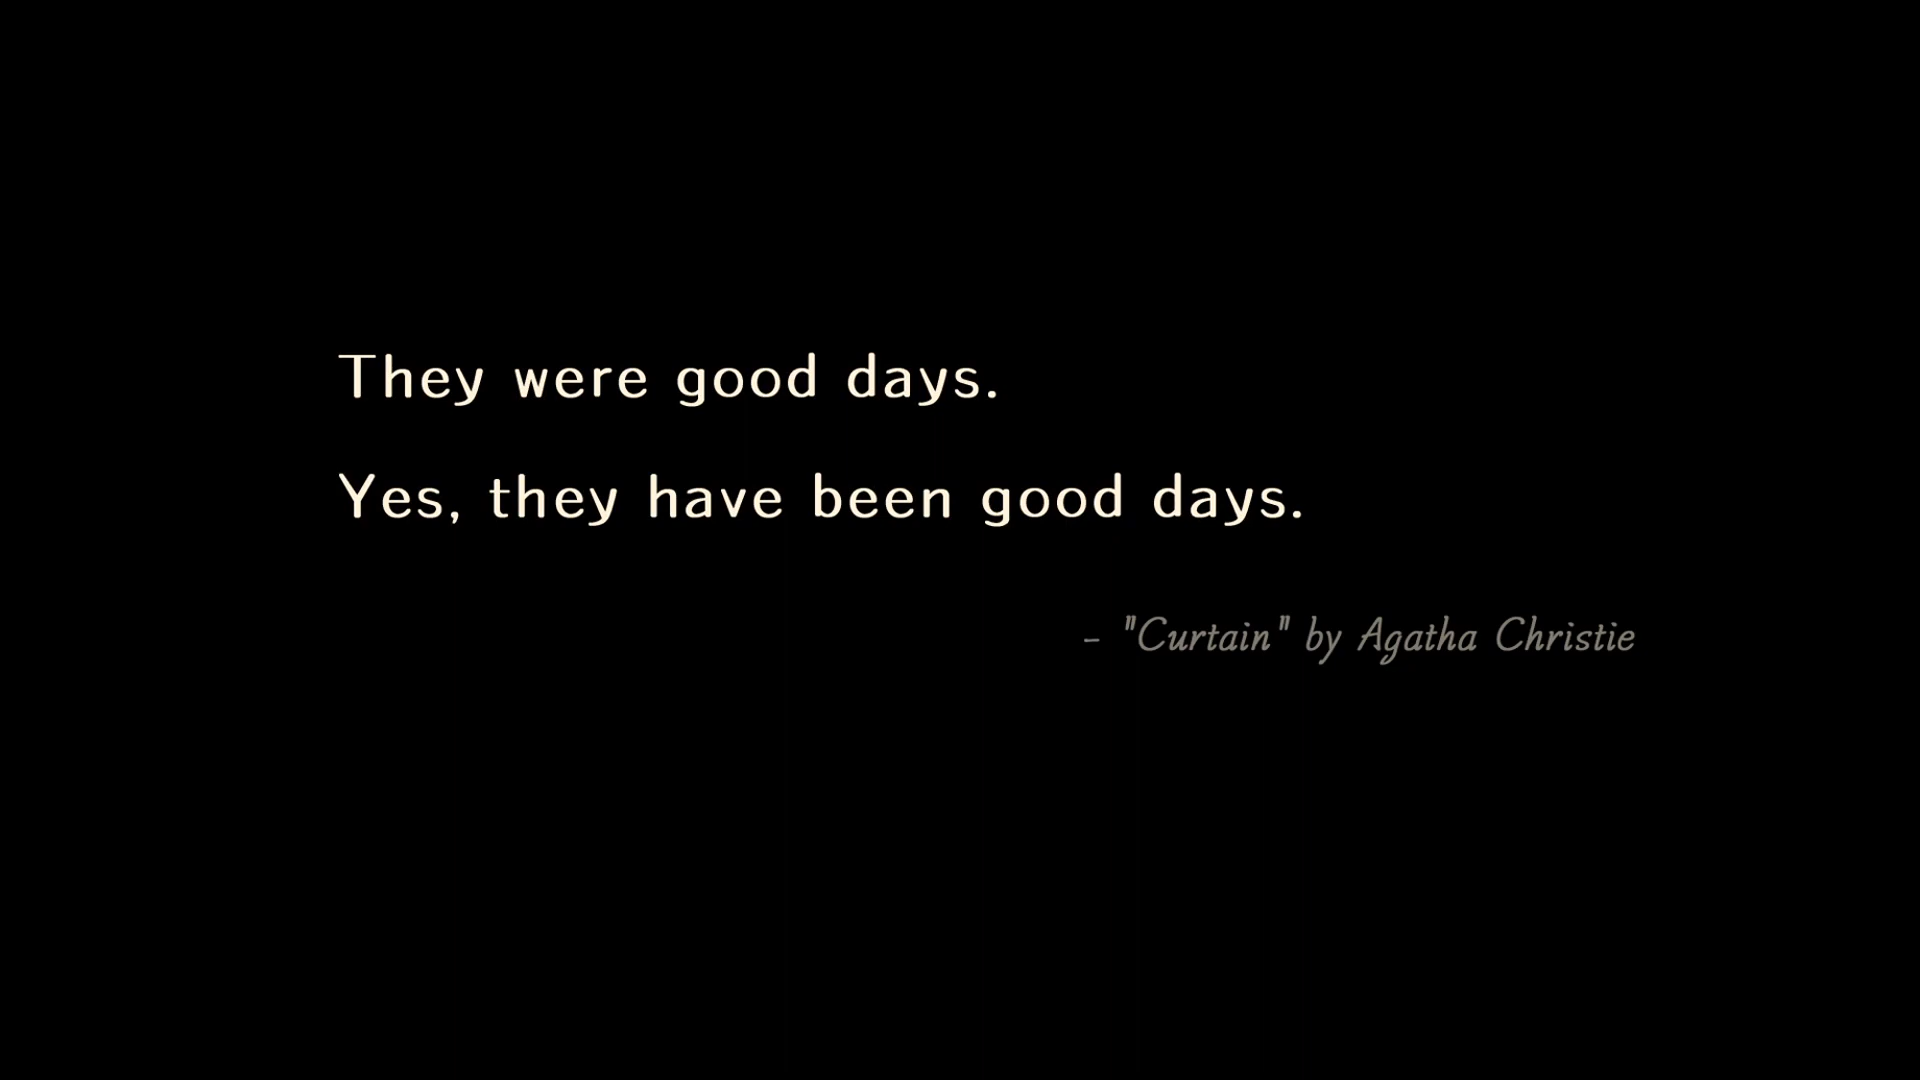 They were good days.
Yes, they have been good days.
- "Curtain" by Agatha Christie